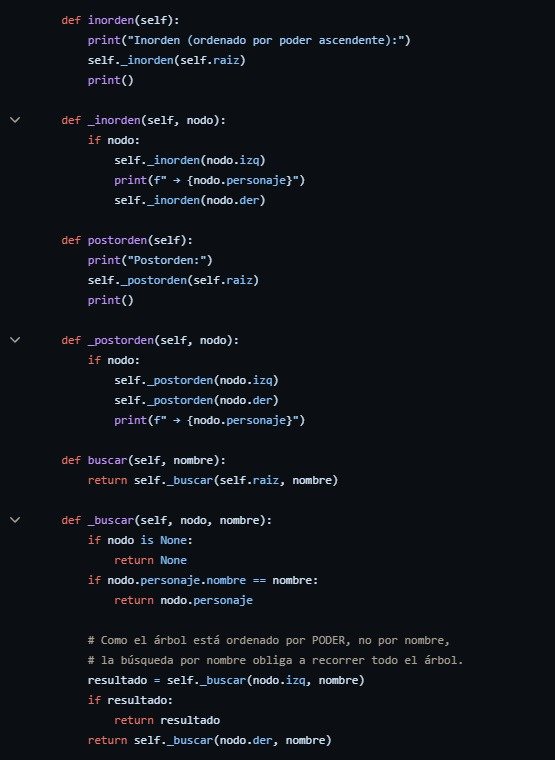 def inorden(self):
print("Inorden (ordenado por poder ascendente):")
self._inorden(self.raiz)
print()
def _inorden(self, nodo):
if nodo:
self._inorden(nodo.izq)
print(f" → {nodo.personaje}")
self._inorden(nodo.der)
def postorden(self):
print("Postorden:")
self._postorden(self.raiz)
print()
def _postorden(self, nodo):
if nodo:
self._postorden(nodo.izq)
self._postorden(nodo.der)
print(f" → {nodo.personaje}")
def buscar(self, nombre):
return self._buscar(self.raiz, nombre)
def _buscar(self, nodo, nombre):
if nodo is None:
return None
if nodo.personaje.nombre == nombre:
return nodo.personaje
# Como el árbol está ordenado por PODER, no por nombre,
# la búsqueda por nombre obliga a recorrer todo el árbol.
resultado = self._buscar(nodo.izq, nombre)
if resultado:
return resultado
return self._buscar(nodo.der, nombre)